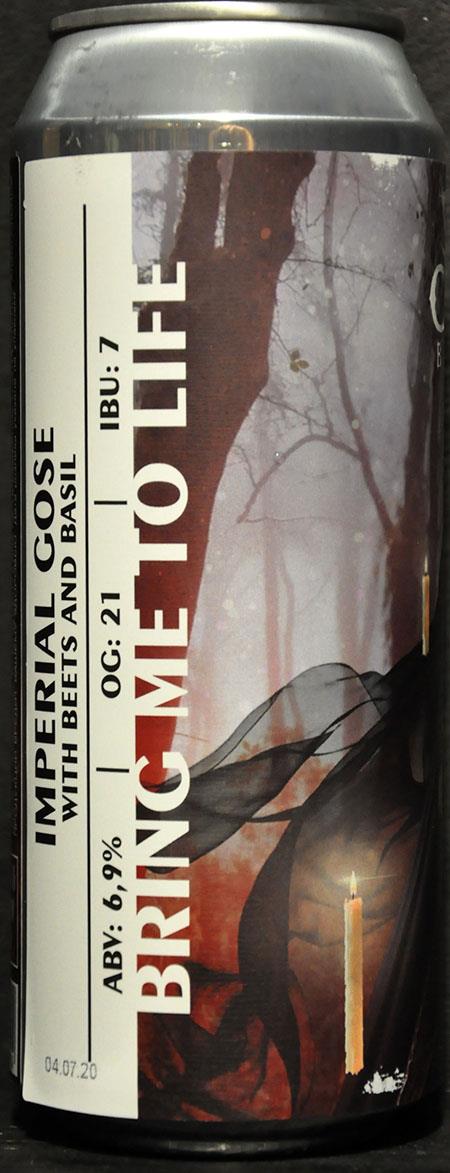 IMPERIAL GOSE
WITH BEETS AND BASIL
ABV: 6,9% | OG: 21 | IBU: 7
BRING ME TO LIFE
04.07.20